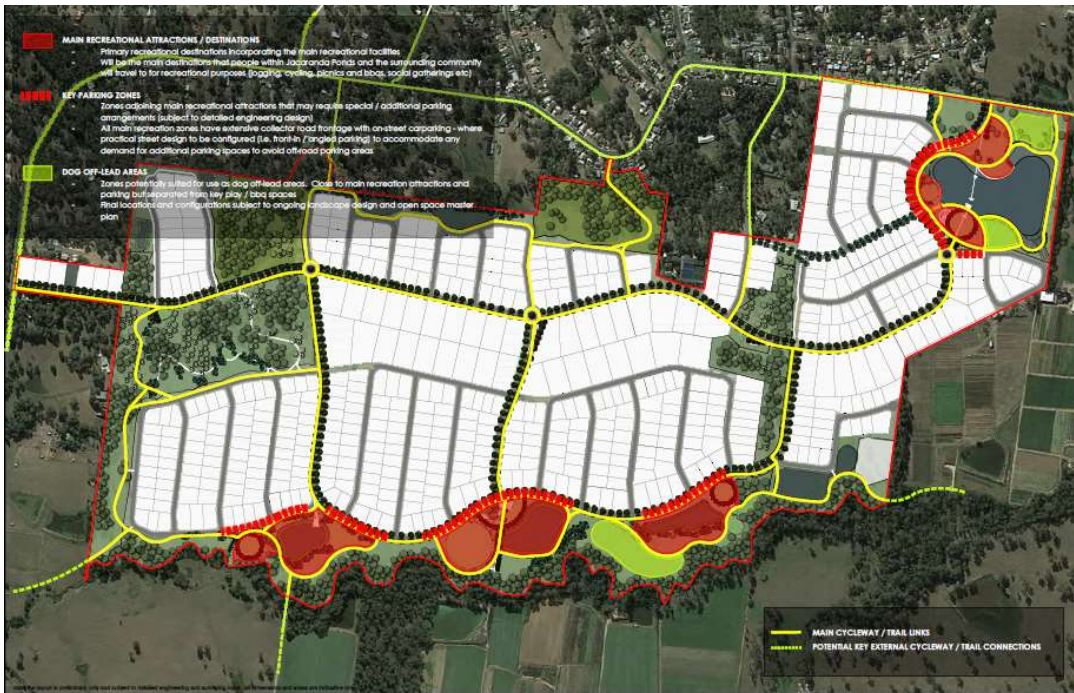 MAIN RECREATIONAL ATTRACTIONS / DESTINATIONS
Primary recreational destinations incorporating the main recreational facilities
Will be the main destinations that people within Jacaranda Ponds and the surrounding community
will travel to for recreational purposes (jogging, cycling, picnics and bbqs, social gatherings etc)
KEY PARKING ZONES
Zones adjoining main recreational attractions that may require special / additional parking
arrangements (subject to detailed engineering design)
All main recreation zones have extensive collector road frontage with on-street carparking - where
practical street design to be configured (i.e. front-in / angled parking) to accommodate any
demand for additional parking spaces to avoid off-road parking areas
DOG OFF-LEAD AREAS
Zones potentially suited for use as dog off-lead areas. Close to main recreation attractions and
parking but separated from key play / bbq spaces
Final locations and configurations subject to ongoing landscape design and open space master
plan
MAIN CYCLEWAY / TRAIL LINKS
POTENTIAL KEY EXTERNAL CYCLEWAY / TRAIL CONNECTIONS